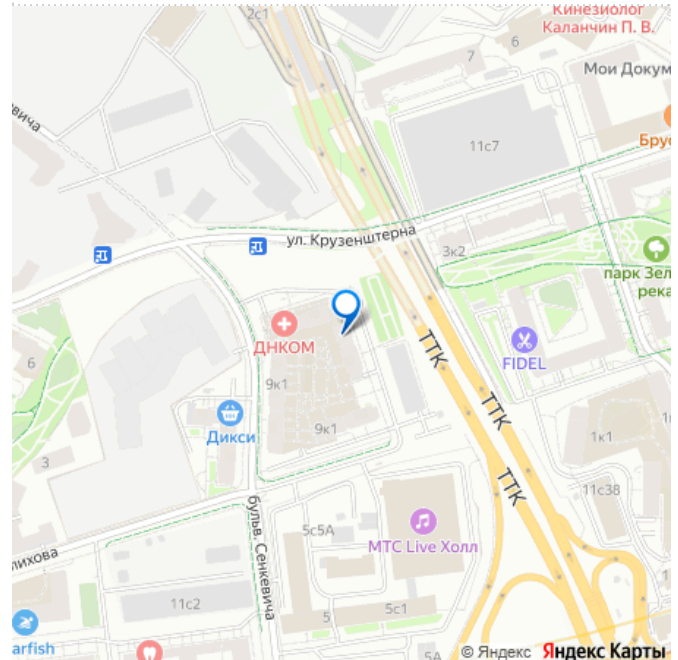 2с1
Кинезиолог
Каланчин П. В.
6
7
Мои Докум
вича
11с7
Брус
ул. Крузенштерна
3к2
парк Зел
река
ДНКОМ
ТТК
FIDEL
6
9к1
ТТК
Дикси
9к1
1к1
3
ТТК
11с38
лихова
бульв. Сенкевича
5с5А
МТС Live Холл
11с2
5
5с1
arfish
5А
© Яндекс Яндекс Карты